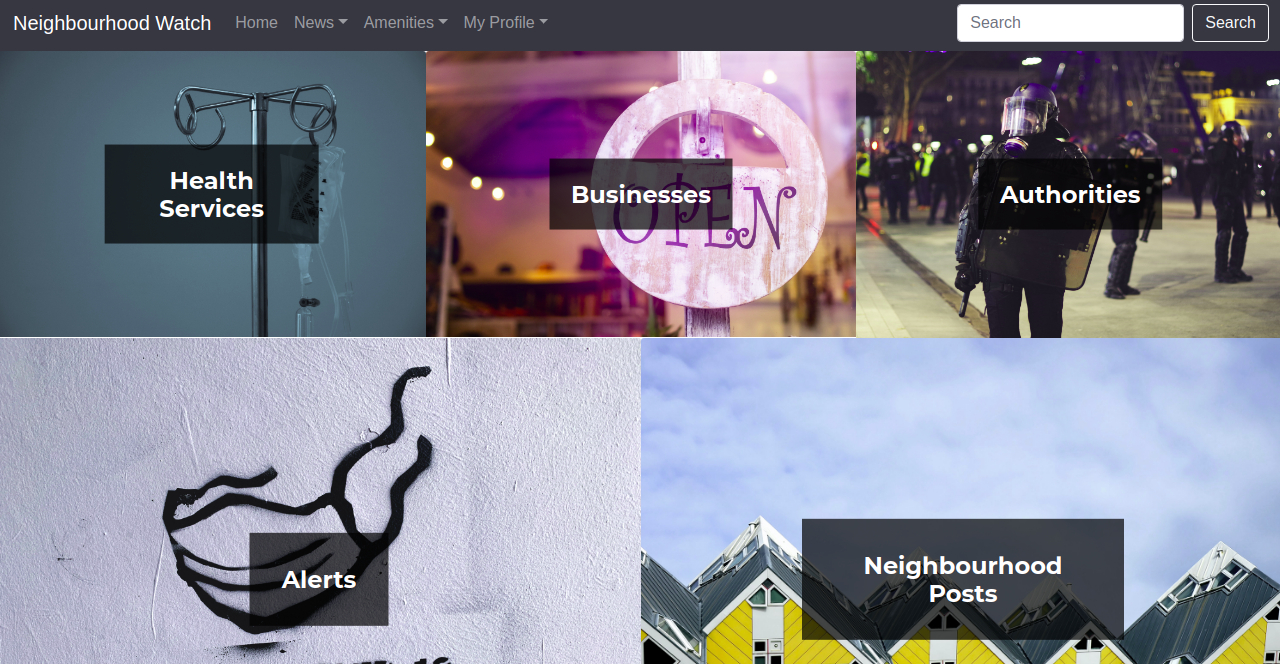 Neighbourhood Watch Home News Amenities My Profile Search Search
Health
Services
Businesses
OPEN
Authorities
Alerts
Neighbourhood
Posts